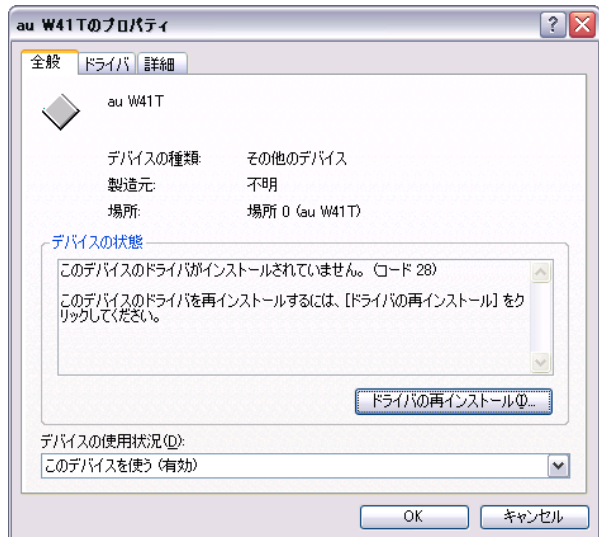 au W41Tのプロパティ
全般 ドライバ 詳細
au W41T
デバイスの種類: その他のデバイス
製造元: 不明
場所: 場所 0 (au W41T)
デバイスの状態
このデバイスのドライバがインストールされていません。 (コード 28)
このデバイスのドライバを再インストールするには、[ドライバの再インストール] をク
リックしてください。
ドライバの再インストール(I)...
デバイスの使用状況(D):
このデバイスを使う (有効)
OK キャンセル